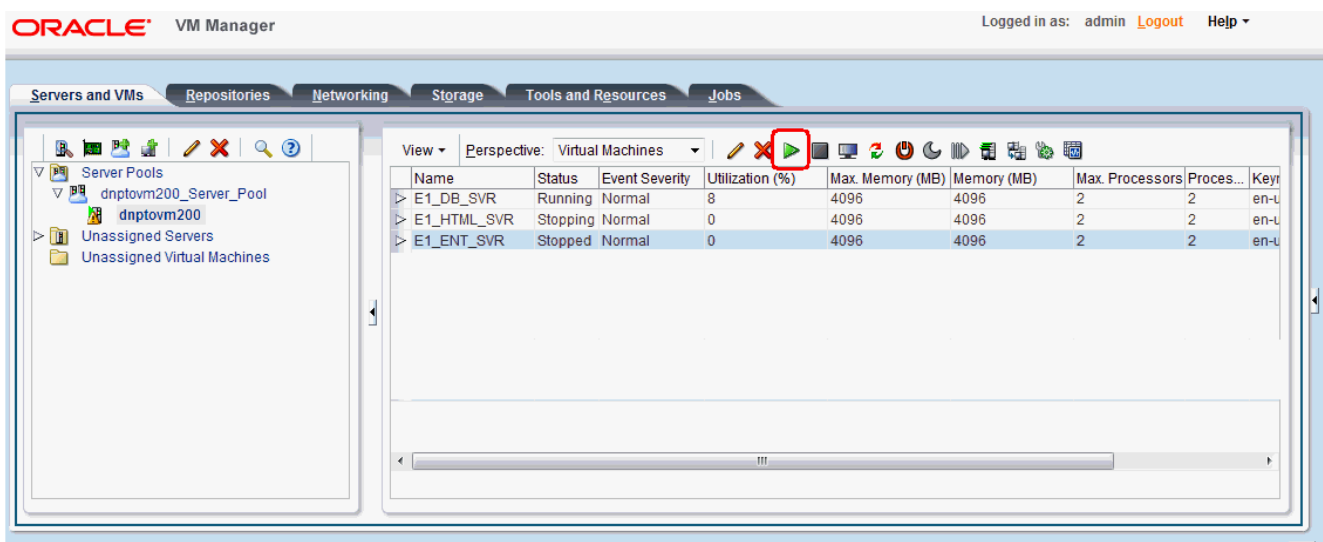 ORACLE VM Manager Logged in as: admin Logout Help
Servers and VMs Repositories Networking Storage Tools and Resources Jobs
View Perspective: Virtual Machines
Server Pools
dnptovm200_Server_Pool
dnptovm200
Unassigned Servers
Unassigned Virtual Machines
Name Status Event Severity Utilization (%) Max. Memory (MB) Memory (MB) Max. Processors Proces... Keyr
E1_DB_SVR Running Normal 8 4096 4096 2 2 en-u
E1_HTML_SVR Stopping Normal 0 4096 4096 2 2 en-u
E1_ENT_SVR Stopped Normal 0 4096 4096 2 2 en-u